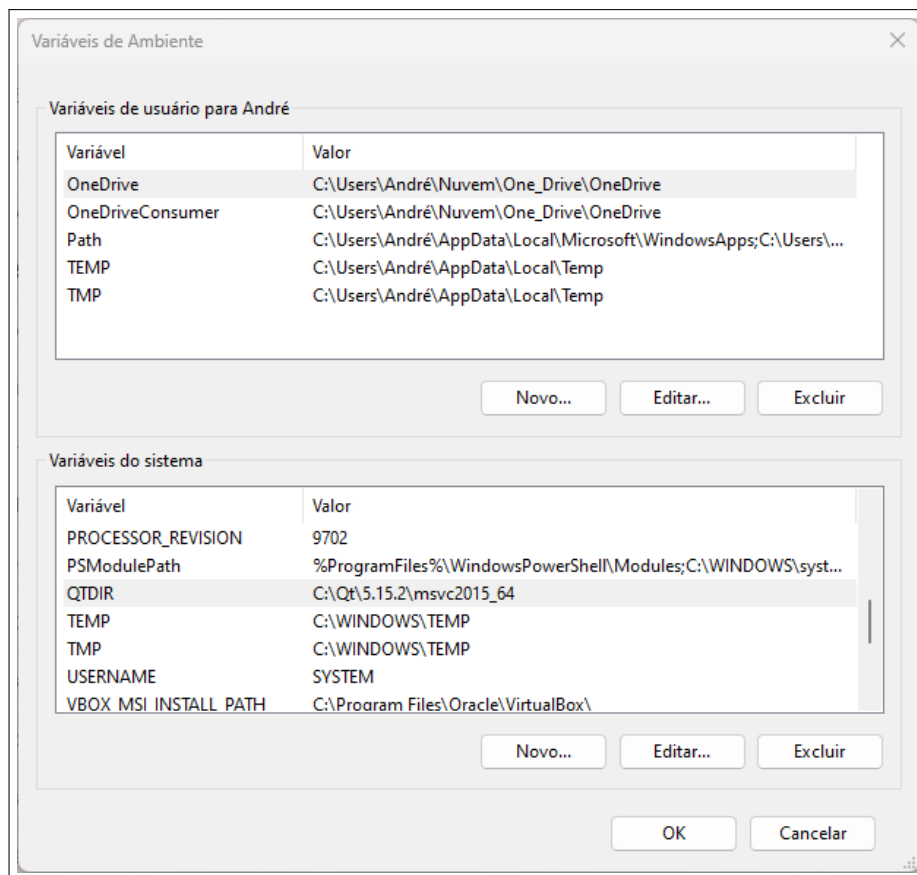 Variáveis de Ambiente
Variáveis de usuário para André
Variável Valor
OneDrive C:\Users\André\Nuvem\One_Drive\OneDrive
OneDriveConsumer C:\Users\André\Nuvem\One_Drive\OneDrive
Path C:\Users\André\AppData\Local\Microsoft\WindowsApps;C:\Users\...
TEMP C:\Users\André\AppData\Local\Temp
TMP C:\Users\André\AppData\Local\Temp
Novo... Editar... Excluir
Variáveis do sistema
Variável Valor
PROCESSOR_REVISION 9702
PSModulePath %ProgramFiles%\WindowsPowerShell\Modules;C:\WINDOWS\syst...
QTDIR C:\Qt\5.15.2\msvc2015_64
TEMP C:\WINDOWS\TEMP
TMP C:\WINDOWS\TEMP
USERNAME SYSTEM
VBOX_MSI_INSTALL_PATH C:\Program Files\Oracle\VirtualBox\
Novo... Editar... Excluir
OK Cancelar